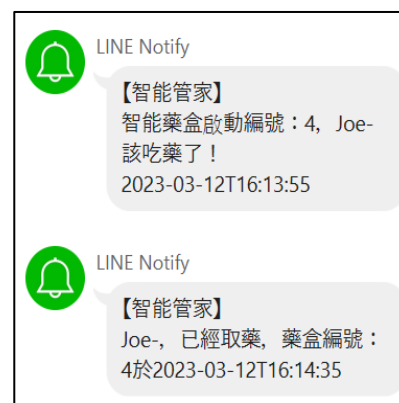 LINE Notify
【智能管家】
智能藥盒啟動編號：4，Joe-
該吃藥了！
2023-03-12T16:13:55
LINE Notify
【智能管家】
Joe-，已經取藥，藥盒編號：
4於2023-03-12T16:14:35